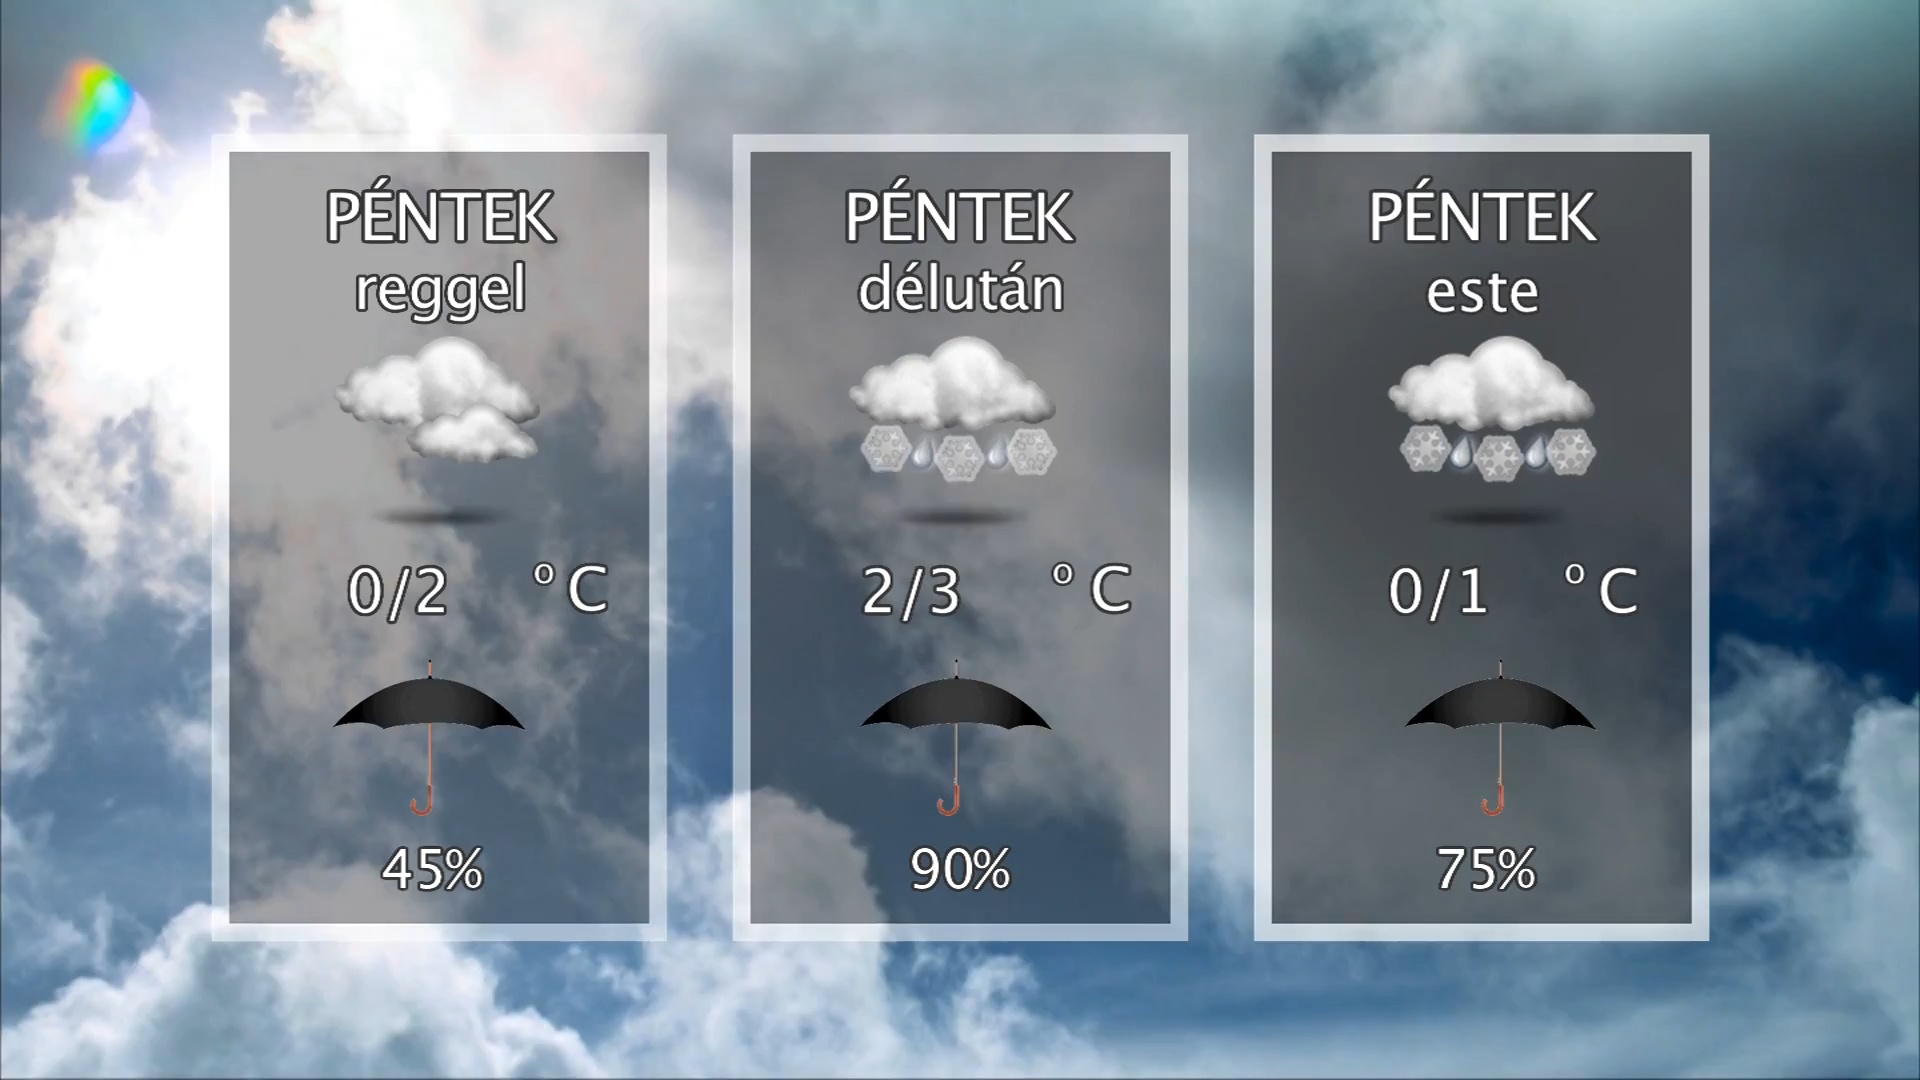 PÉNTEK
reggel
0/2 °C
45%
PÉNTEK
délután
2/3 °C
90%
PÉNTEK
este
0/1 °C
75%